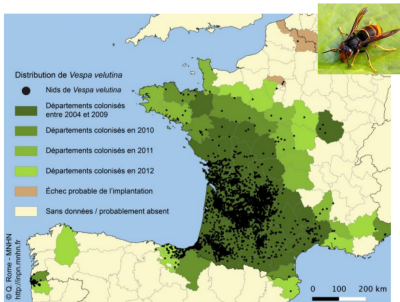 Distribution de Vespa velutina
Nids de Vespa velutina
Départements colonisés
entre 2004 et 2009
Départements colonisés en 2010
Départements colonisés en 2011
Départements colonisés en 2012
Échec probable de l'implantation
Sans données / probablement absent
© Q. Rome - MNHN
http://inpn.mnhn.fr
0 100 200 km